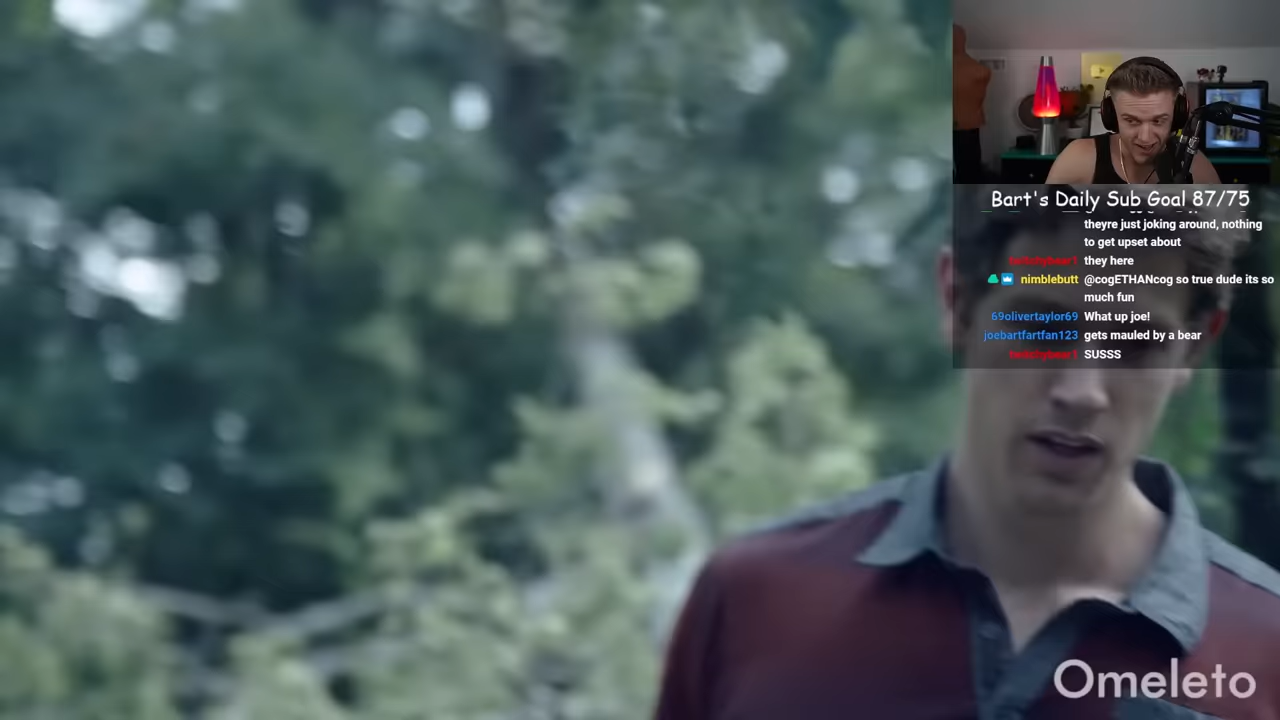 Bart's Daily Sub Goal 87/75
theyre just joking around, nothing
to get upset about
they here
nimblebutt @cogETHANcog so true dude its so
much fun
69olivertaylor69 What up joe!
joebartfartfan123 gets mauled by a bear
SUSSS
Omeleto